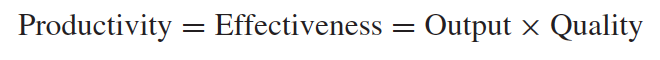 Productivity = Effectiveness = Output × Quality